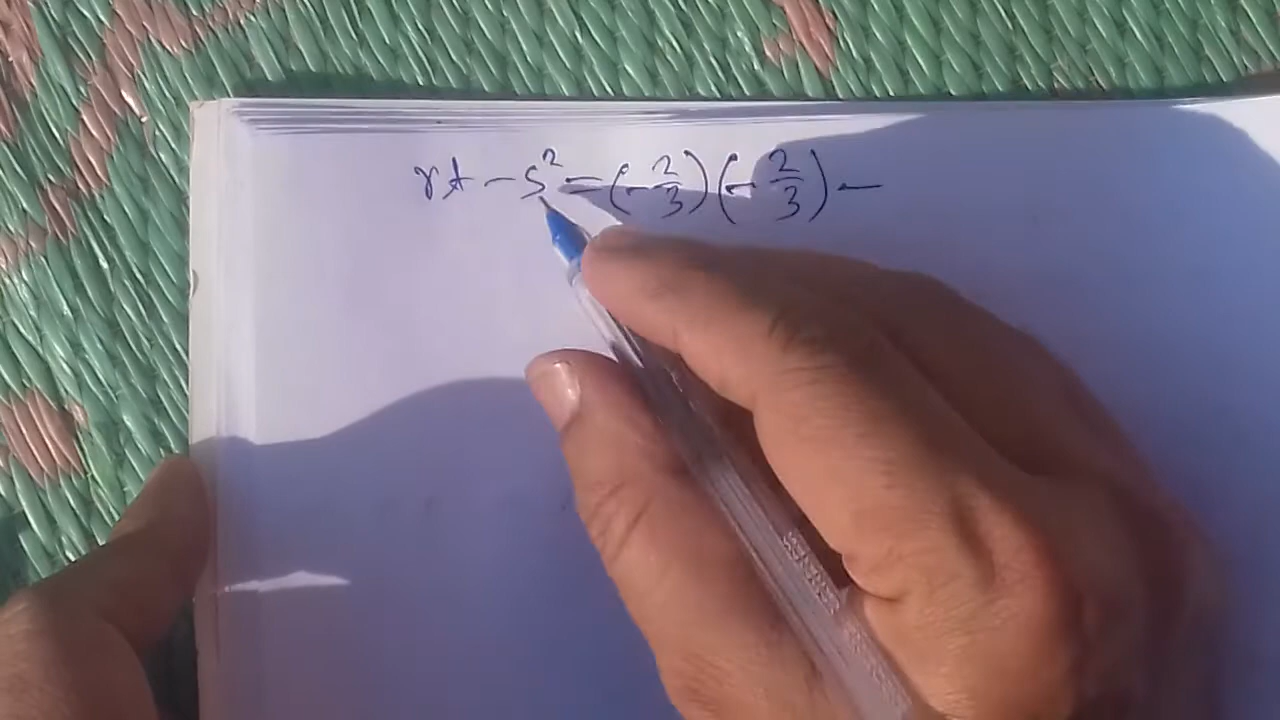 rt - s² = (-2/3)(-2/3) -